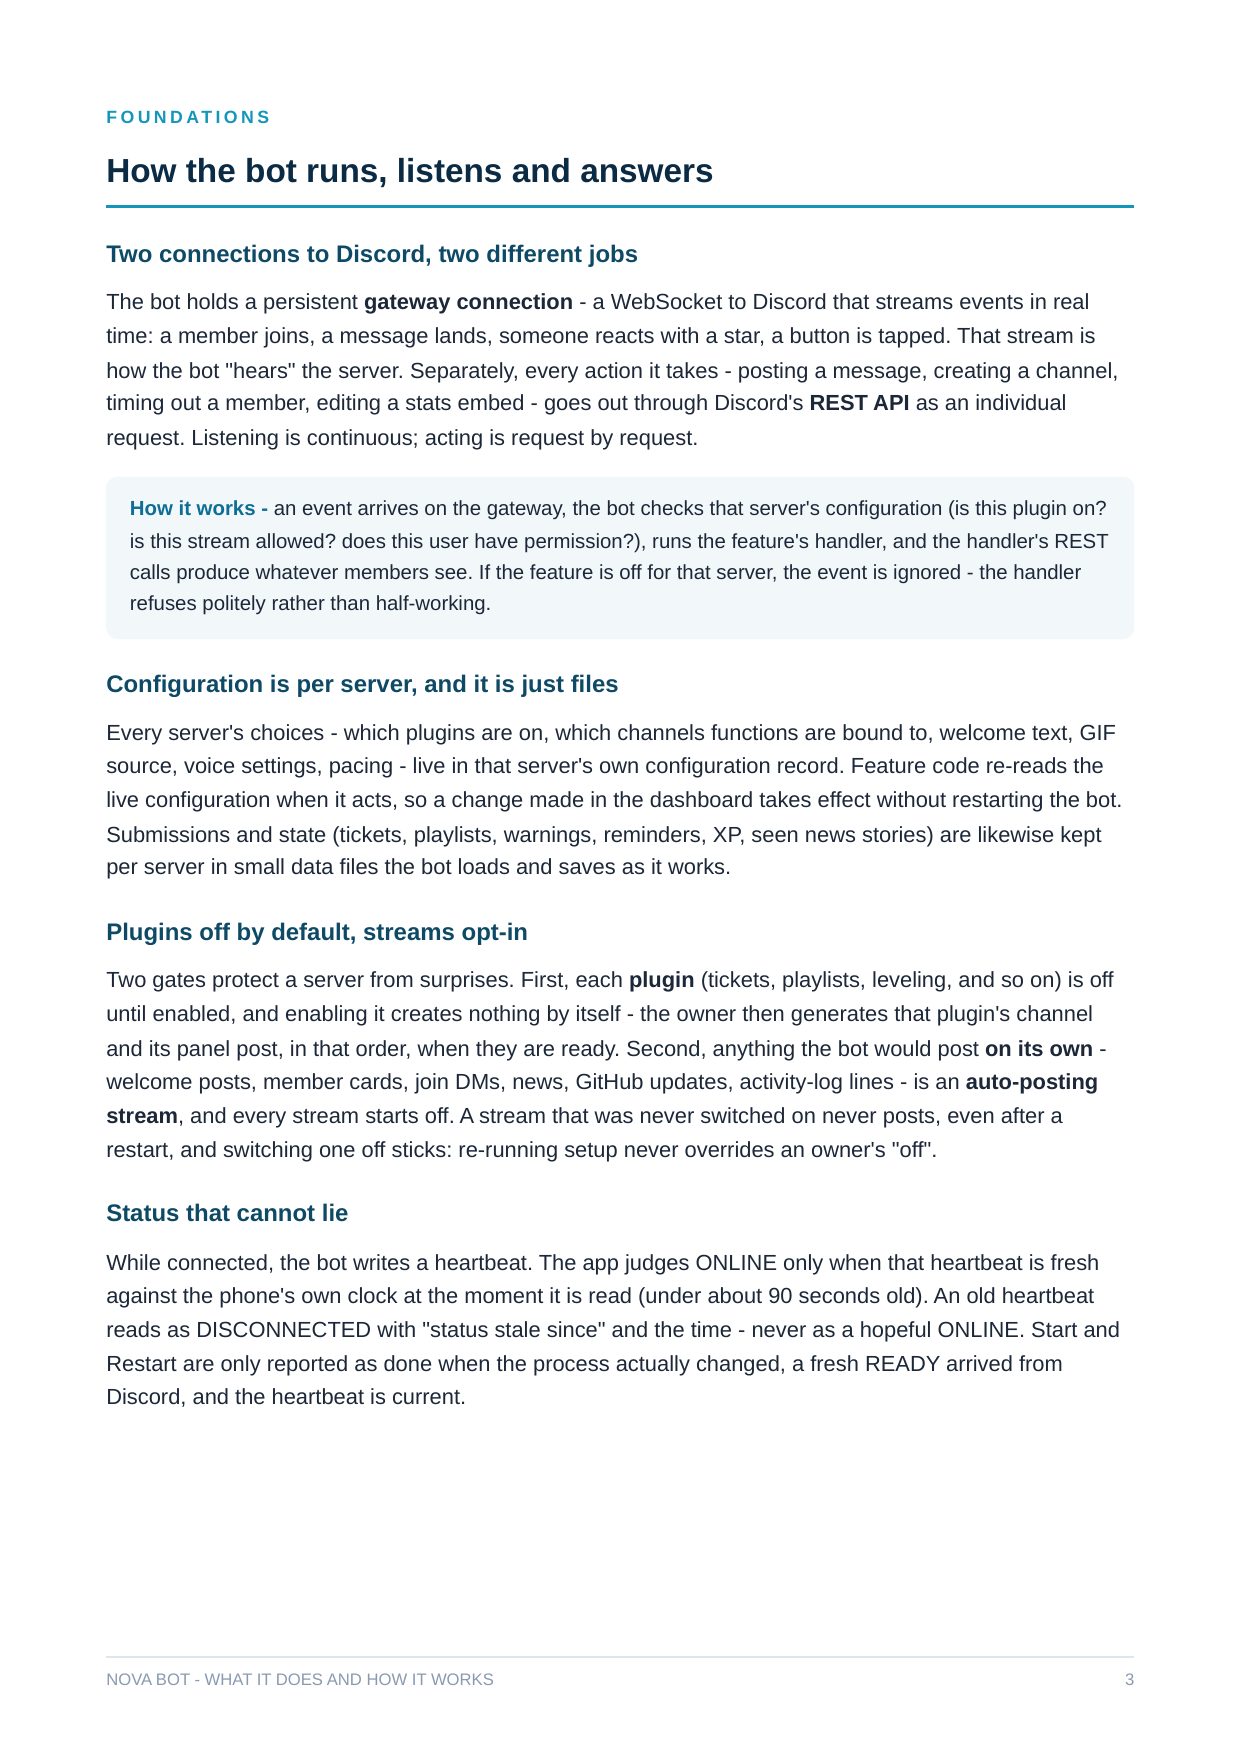 FOUNDATIONS
How the bot runs, listens and answers
Two connections to Discord, two different jobs
The bot holds a persistent gateway connection - a WebSocket to Discord that streams events in real
time: a member joins, a message lands, someone reacts with a star, a button is tapped. That stream is
how the bot "hears" the server. Separately, every action it takes - posting a message, creating a channel,
timing out a member, editing a stats embed - goes out through Discord's REST API as an individual
request. Listening is continuous; acting is request by request.
How it works - an event arrives on the gateway, the bot checks that server's configuration (is this plugin on?
is this stream allowed? does this user have permission?), runs the feature's handler, and the handler's REST
calls produce whatever members see. If the feature is off for that server, the event is ignored - the handler
refuses politely rather than half-working.
Configuration is per server, and it is just files
Every server's choices - which plugins are on, which channels functions are bound to, welcome text, GIF
source, voice settings, pacing - live in that server's own configuration record. Feature code re-reads the
live configuration when it acts, so a change made in the dashboard takes effect without restarting the bot.
Submissions and state (tickets, playlists, warnings, reminders, XP, seen news stories) are likewise kept
per server in small data files the bot loads and saves as it works.
Plugins off by default, streams opt-in
Two gates protect a server from surprises. First, each plugin (tickets, playlists, leveling, and so on) is off
until enabled, and enabling it creates nothing by itself - the owner then generates that plugin's channel
and its panel post, in that order, when they are ready. Second, anything the bot would post on its own -
welcome posts, member cards, join DMs, news, GitHub updates, activity-log lines - is an auto-posting
stream, and every stream starts off. A stream that was never switched on never posts, even after a
restart, and switching one off sticks: re-running setup never overrides an owner's "off".
Status that cannot lie
While connected, the bot writes a heartbeat. The app judges ONLINE only when that heartbeat is fresh
against the phone's own clock at the moment it is read (under about 90 seconds old). An old heartbeat
reads as DISCONNECTED with "status stale since" and the time - never as a hopeful ONLINE. Start and
Restart are only reported as done when the process actually changed, a fresh READY arrived from
Discord, and the heartbeat is current.
NOVA BOT - WHAT IT DOES AND HOW IT WORKS
3